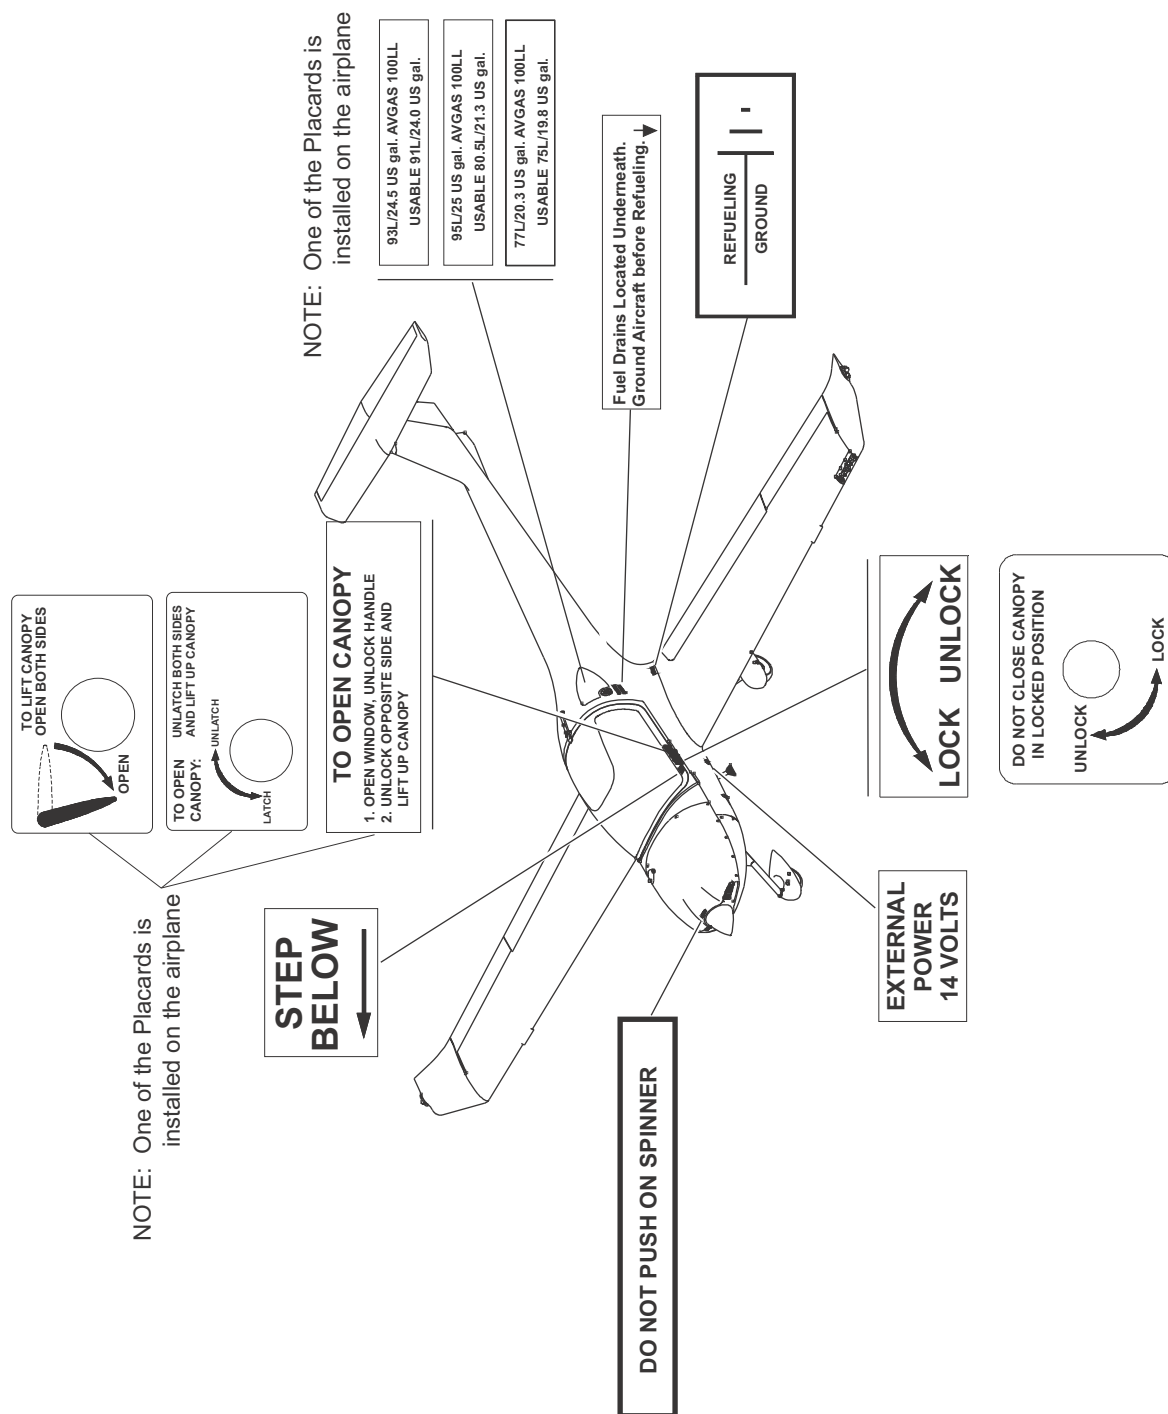 NOTE: One of the Placards is
installed on the airplane
TO LIFT CANOPY
OPEN BOTH SIDES
OPEN
TO OPEN
CANOPY:
UNLATCH BOTH SIDES
AND LIFT UP CANOPY
UNLATCH
LATCH
TO OPEN CANOPY
1. OPEN WINDOW, UNLOCK HANDLE
2. UNLOCK OPPOSITE SIDE AND
LIFT UP CANOPY
STEP
BELOW
NOTE: One of the Placards is
installed on the airplane
93L/24.5 US gal. AVGAS 100LL
USABLE 91L/24.0 US gal.
95L/25 US gal. AVGAS 100LL
USABLE 80.5L/21.3 US gal.
77L/20.3 US gal. AVGAS 100LL
USABLE 75L/19.8 US gal.
Fuel Drains Located Underneath.
Ground Aircraft before Refueling.
REFUELING
GROUND
DO NOT PUSH ON SPINNER
EXTERNAL
POWER
14 VOLTS
LOCK UNLOCK
DO NOT CLOSE CANOPY
IN LOCKED POSITION
UNLOCK
LOCK